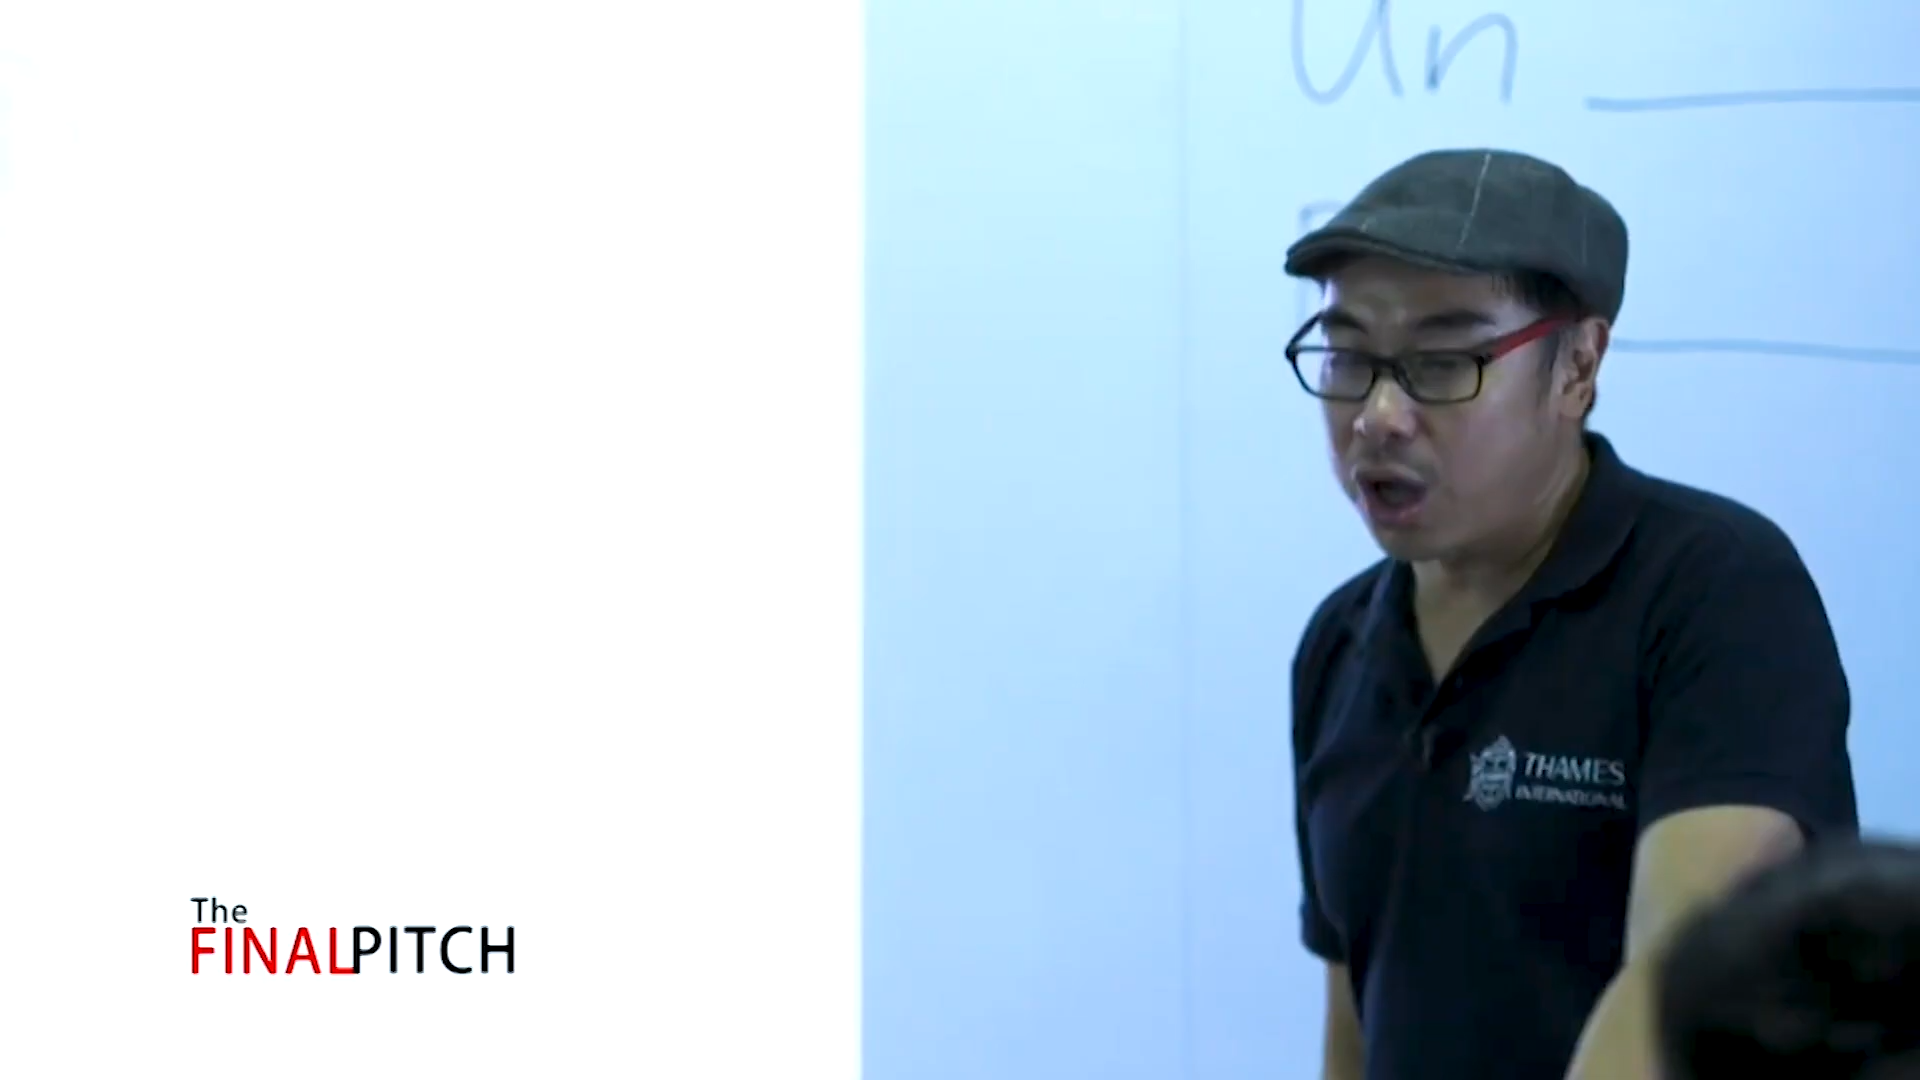 Un
THAMES
INTERNATIONAL
The
FINALPITCH